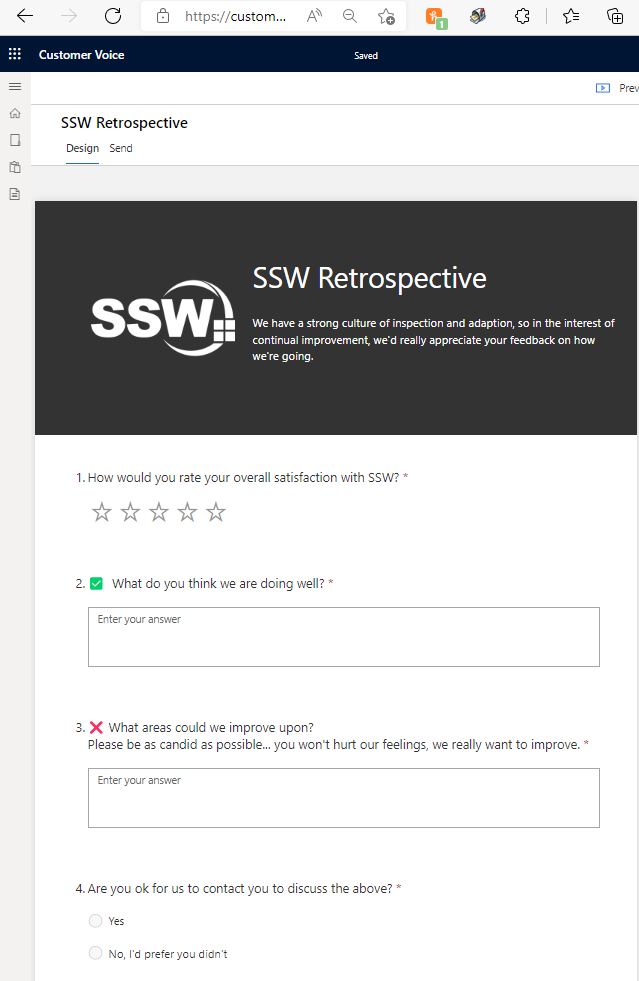 https://custom...
1
Customer Voice
Saved
Prev
SSW Retrospective
Design Send
SSW
SSW Retrospective
We have a strong culture of inspection and adaption, so in the interest of
continual improvement, we'd really appreciate your feedback on how
we're going.
1. How would you rate your overall satisfaction with SSW? *
2. ✅ What do you think we are doing well? *
Enter your answer
3. ❌ What areas could we improve upon?
Please be as candid as possible... you won't hurt our feelings, we really want to improve. *
Enter your answer
4. Are you ok for us to contact you to discuss the above? *
Yes
No, I'd prefer you didn't